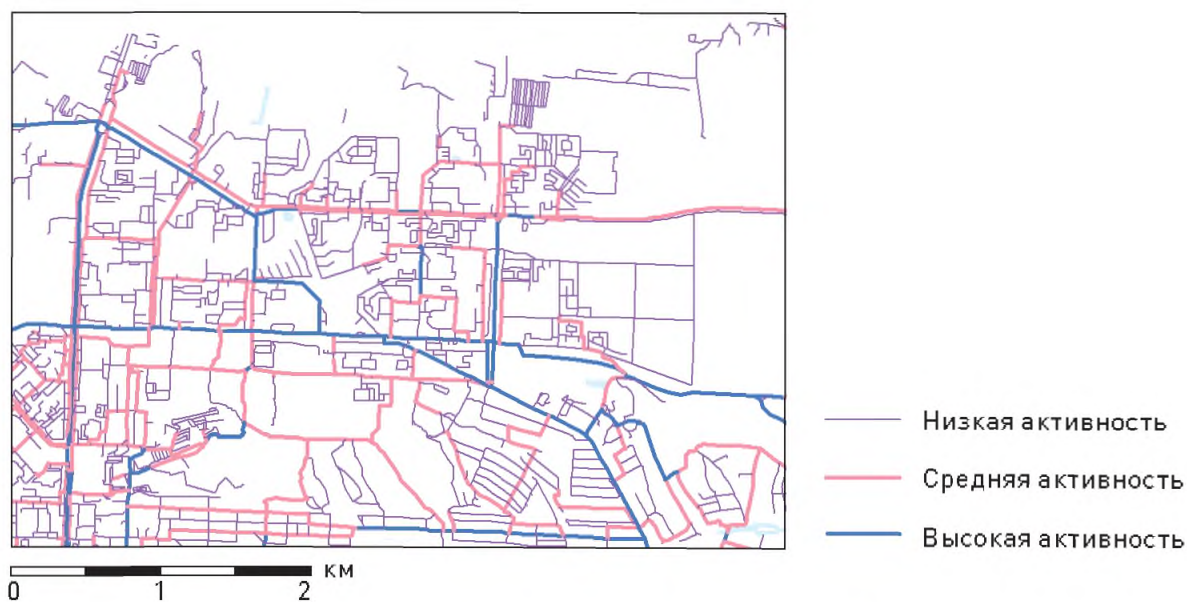 Низкая активность
Средняя активность
Высокая активность
км
0 1 2